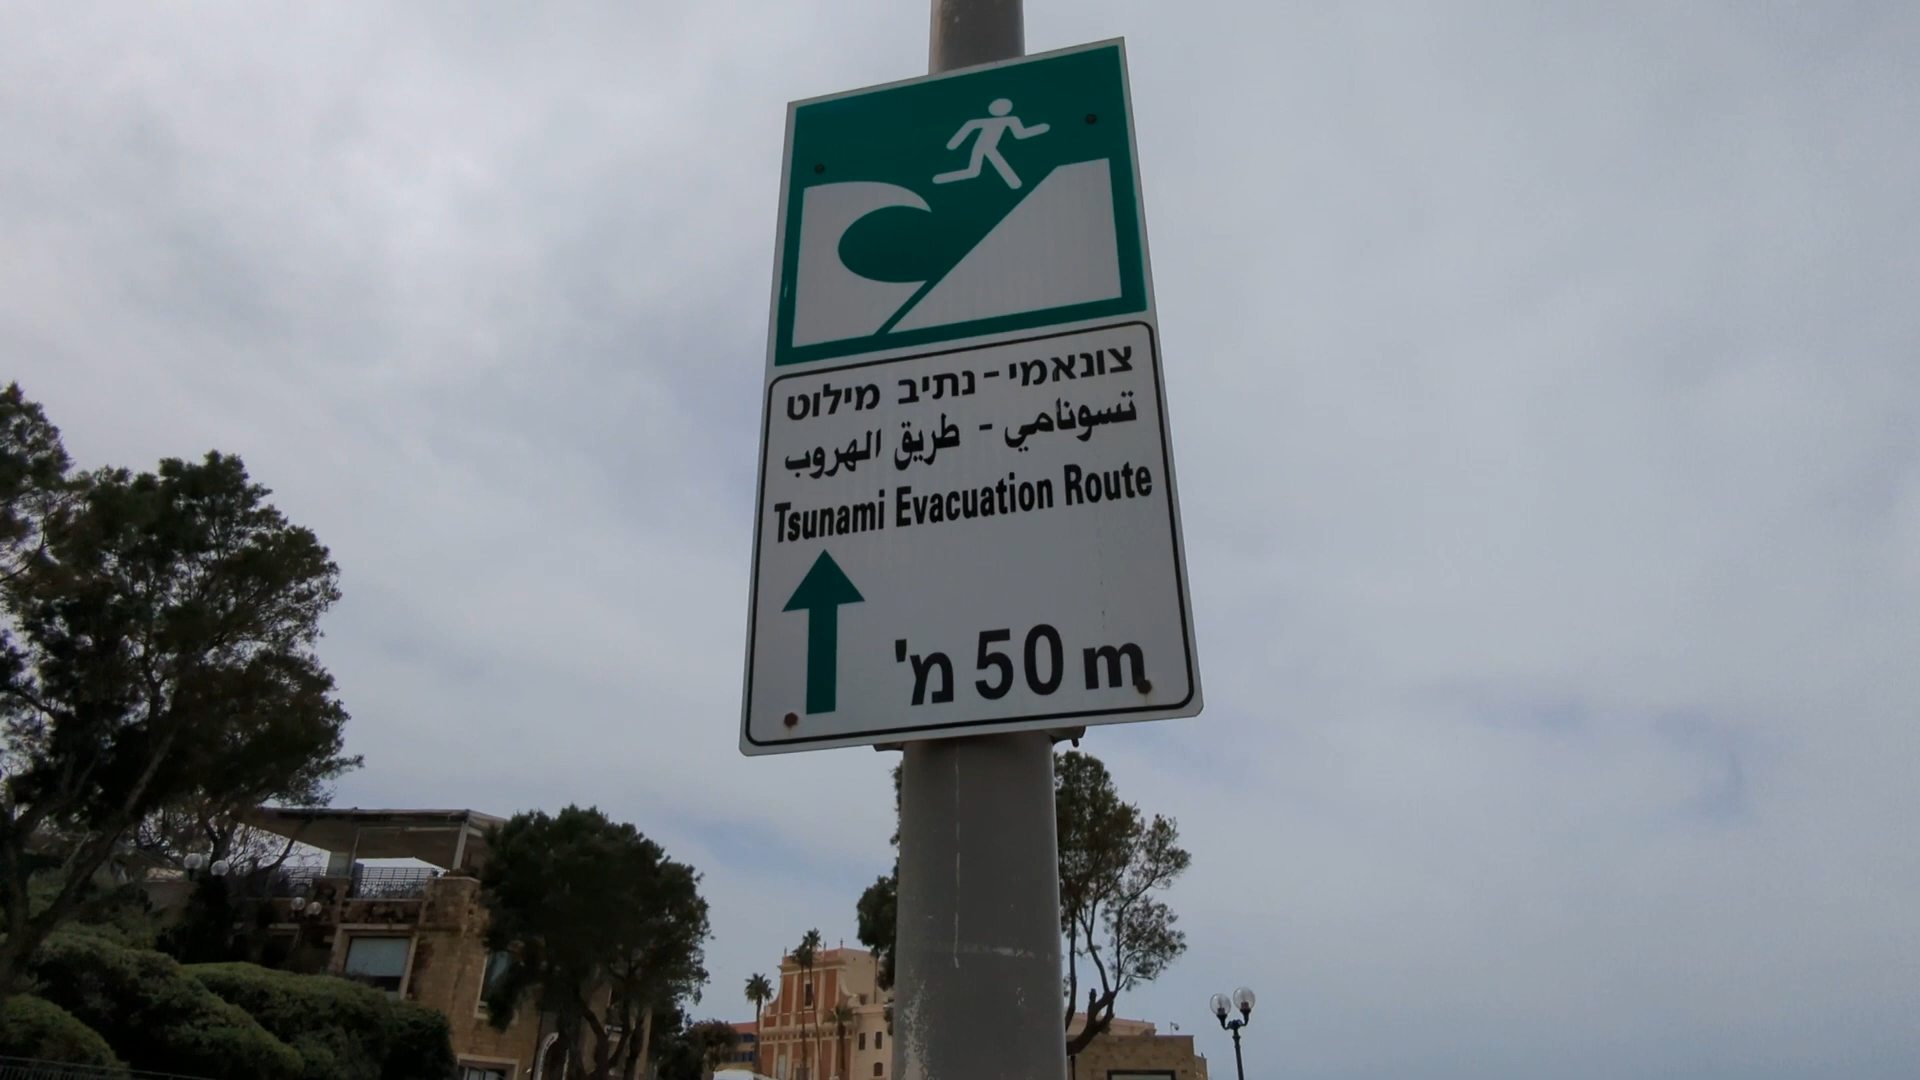 צונאמי - נתיב מילוט
تسونامي - طريق الهروب
Tsunami Evacuation Route
50 m מ'